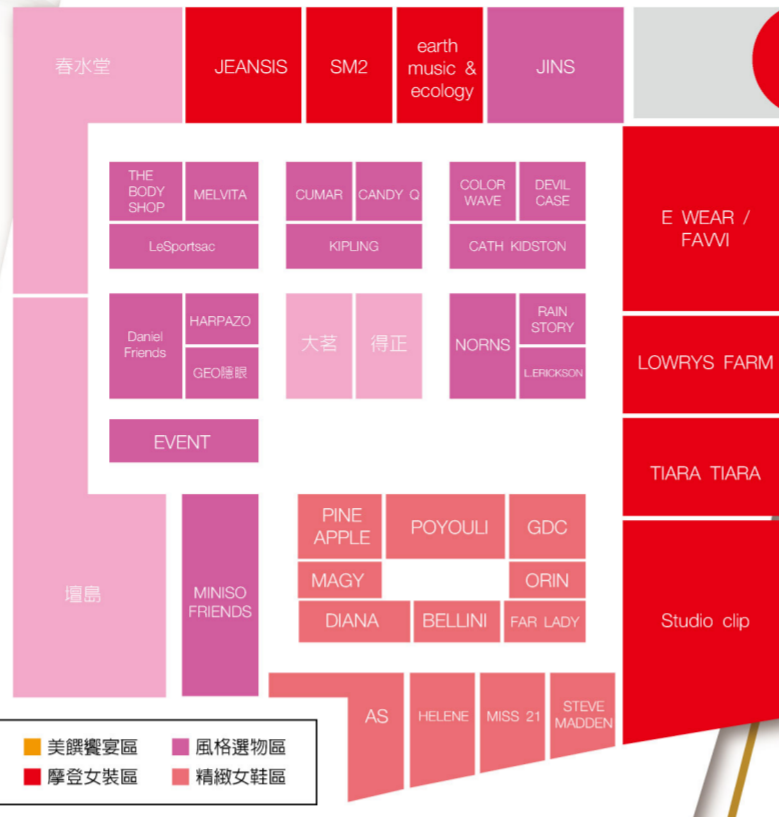 春水堂
JEANSIS
SM2
earth
music &
ecology
JINS
THE
BODY
SHOP
MELVITA
CUMAR
CANDY Q
COLOR
WAVE
DEVIL
CASE
LeSportsac
KIPLING
CATH KIDSTON
E WEAR /
FAVVI
Daniel
Friends
HARPAZO
GEO隱眼
大茗
得正
NORNS
RAIN
STORY
L.ERICKSON
LOWRYS FARM
EVENT
TIARA TIARA
壇島
MINISO
FRIENDS
PINE
APPLE
POYOULI
GDC
MAGY
ORIN
DIANA
BELLINI
FAR LADY
Studio clip
AS
HELENE
MISS 21
STEVE
MADDEN
美饌饗宴區
風格選物區
摩登女裝區
精緻女鞋區